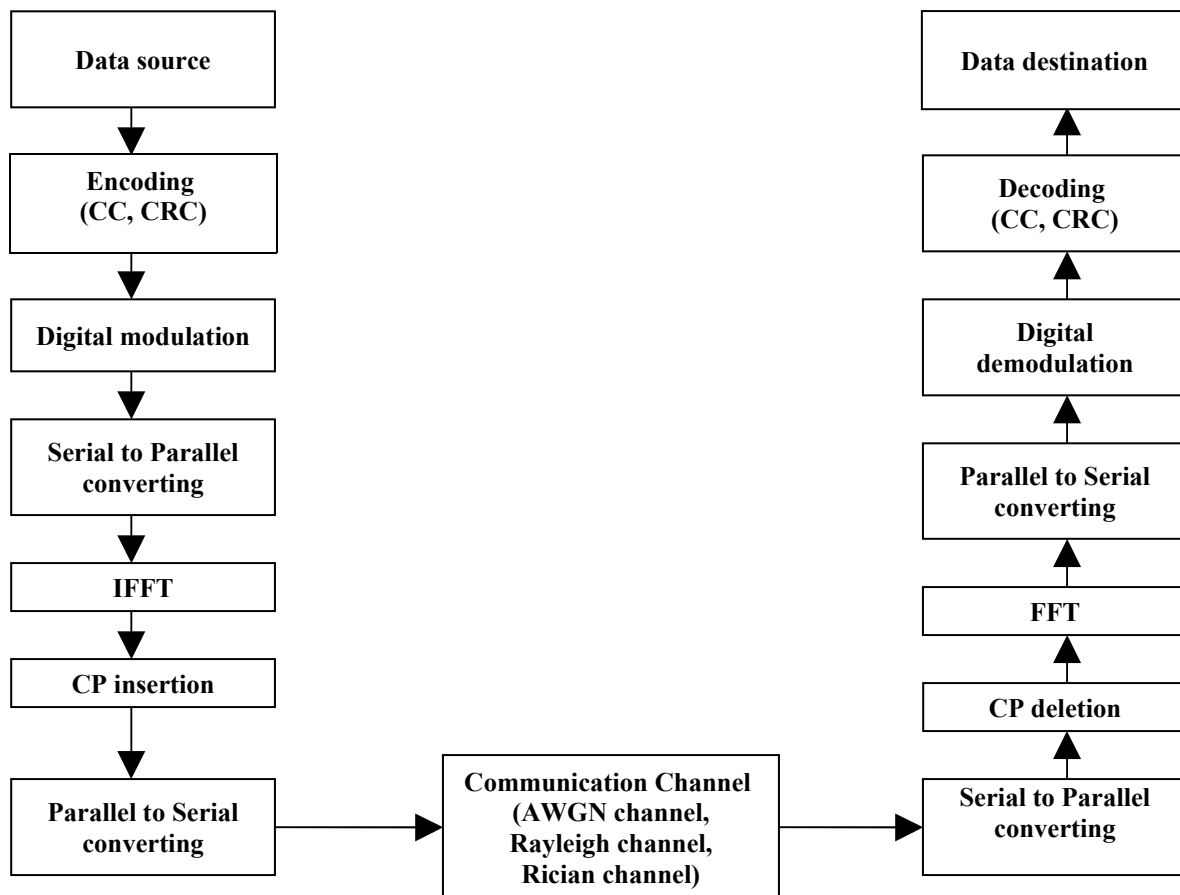 Data source
Encoding
(CC, CRC)
Digital modulation
Serial to Parallel
converting
IFFT
CP insertion
Parallel to Serial
converting
Communication Channel
(AWGN channel,
Rayleigh channel,
Rician channel)
Serial to Parallel
converting
CP deletion
FFT
Parallel to Serial
converting
Digital
demodulation
Decoding
(CC, CRC)
Data destination